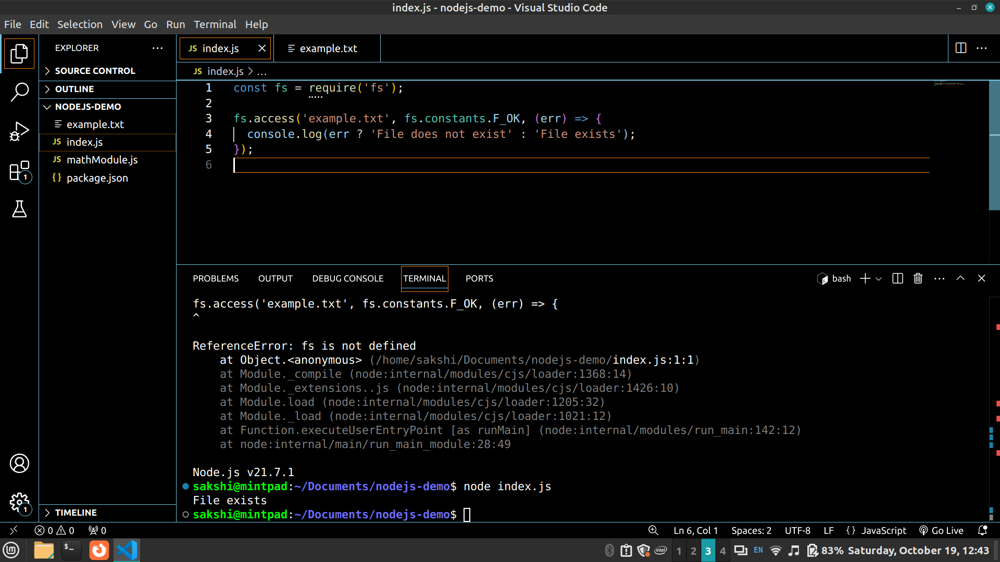 index.js - nodejs-demo - Visual Studio Code
File Edit Selection View Go Run Terminal Help
EXPLORER
SOURCE CONTROL
OUTLINE
NODEJS-DEMO
example.txt
JS index.js
JS mathModule.js
{} package.json
TIMELINE
1
1
JS index.js
example.txt
JS index.js > ...
1 const fs = require('fs');
2
3 fs.access('example.txt', fs.constants.F_OK, (err) => {
4 console.log(err ? 'File does not exist' : 'File exists');
5 });
6
PROBLEMS OUTPUT DEBUG CONSOLE TERMINAL PORTS
bash
fs.access('example.txt', fs.constants.F_OK, (err) => {
^
ReferenceError: fs is not defined
at Object.<anonymous> (/home/sakshi/Documents/nodejs-demo/index.js:1:1)
at Module._compile (node:internal/modules/cjs/loader:1368:14)
at Module._extensions..js (node:internal/modules/cjs/loader:1426:10)
at Module.load (node:internal/modules/cjs/loader:1205:32)
at Module._load (node:internal/modules/cjs/loader:1021:12)
at Function.executeUserEntryPoint [as runMain] (node:internal/modules/run_main:142:12)
at node:internal/main/run_main_module:28:49
Node.js v21.7.1
sakshi@mintpad:~/Documents/nodejs-demo$ node index.js
File exists
sakshi@mintpad:~/Documents/nodejs-demo$
0 0 0
Ln 6, Col 1 Spaces: 2 UTF-8 LF {} JavaScript Go Live
intel 1 2 3 4 EN 83% Saturday, October 19, 12:43